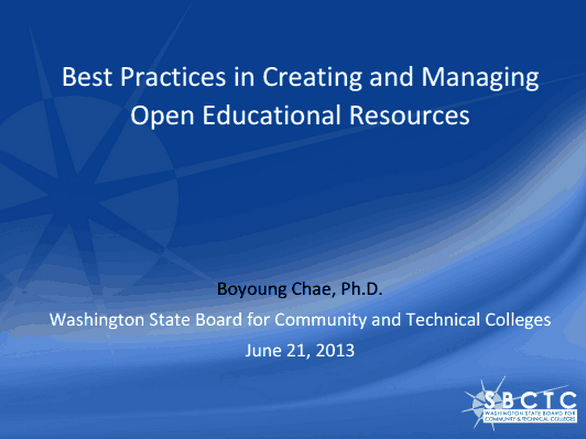 Best Practices in Creating and Managing
Open Educational Resources
Boyoung Chae, Ph.D.
Washington State Board for Community and Technical Colleges
June 21, 2013
SBCTC
WASHINGTON STATE BOARD FOR
COMMUNITY & TECHNICAL COLLEGES